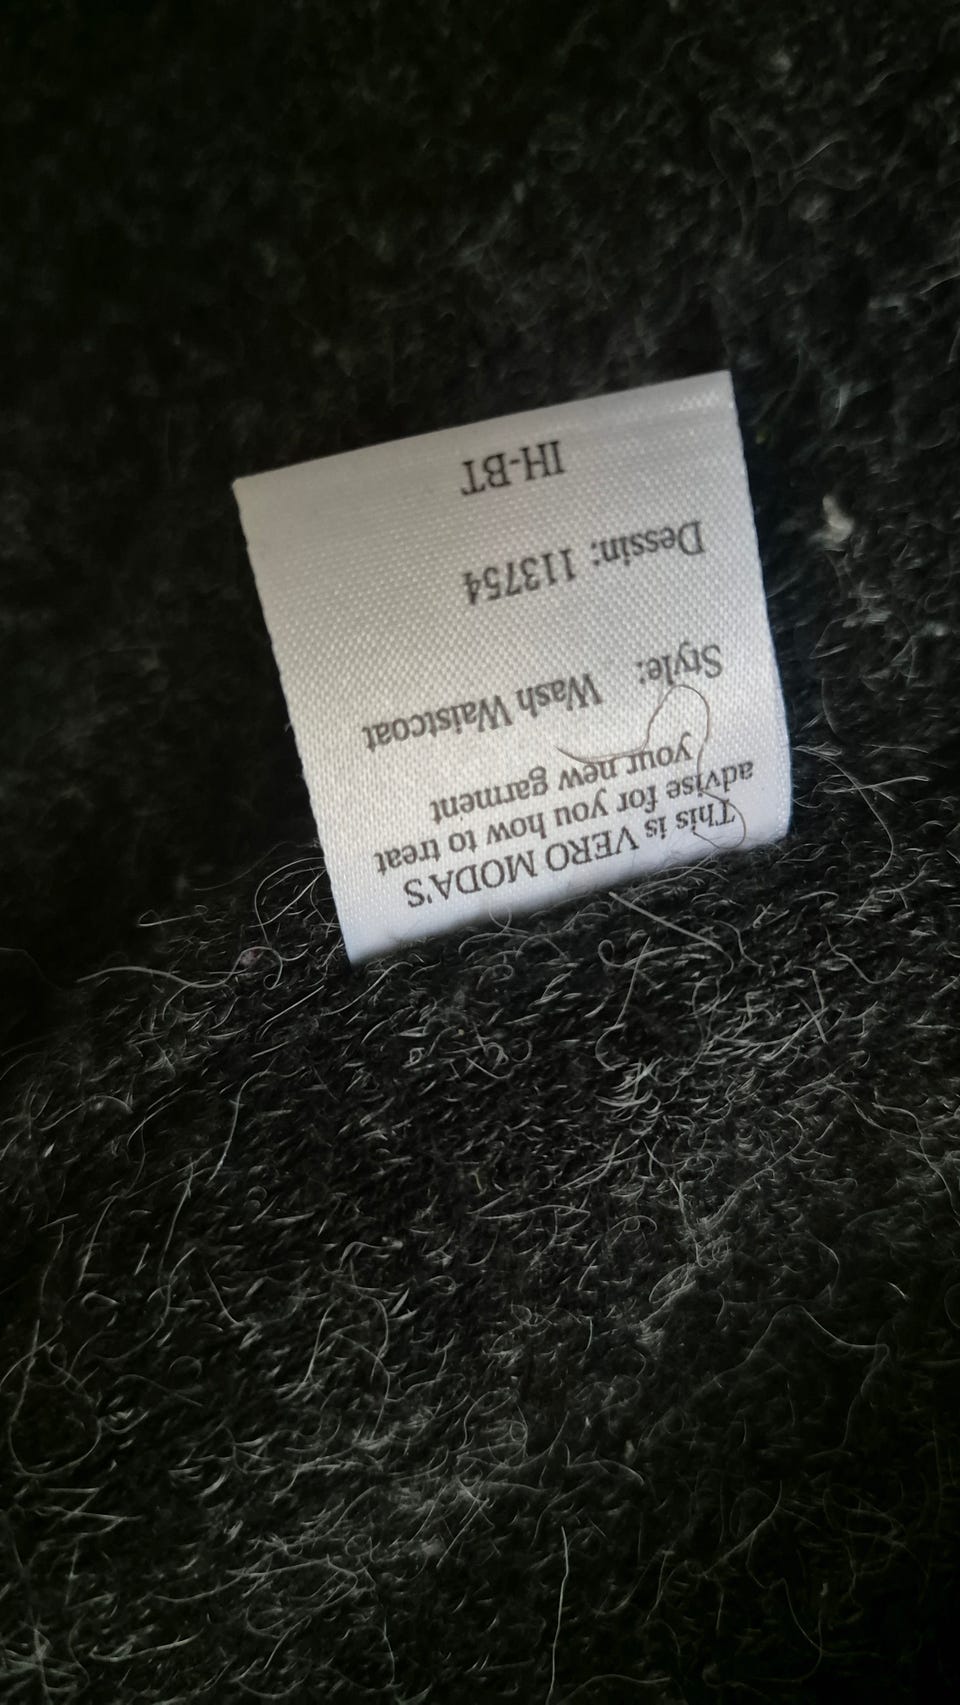 This is VERO MODA'S
advise for you how to treat
your new garment
Style: Wash Waistcoat
Dessin: 113754
IH-BT